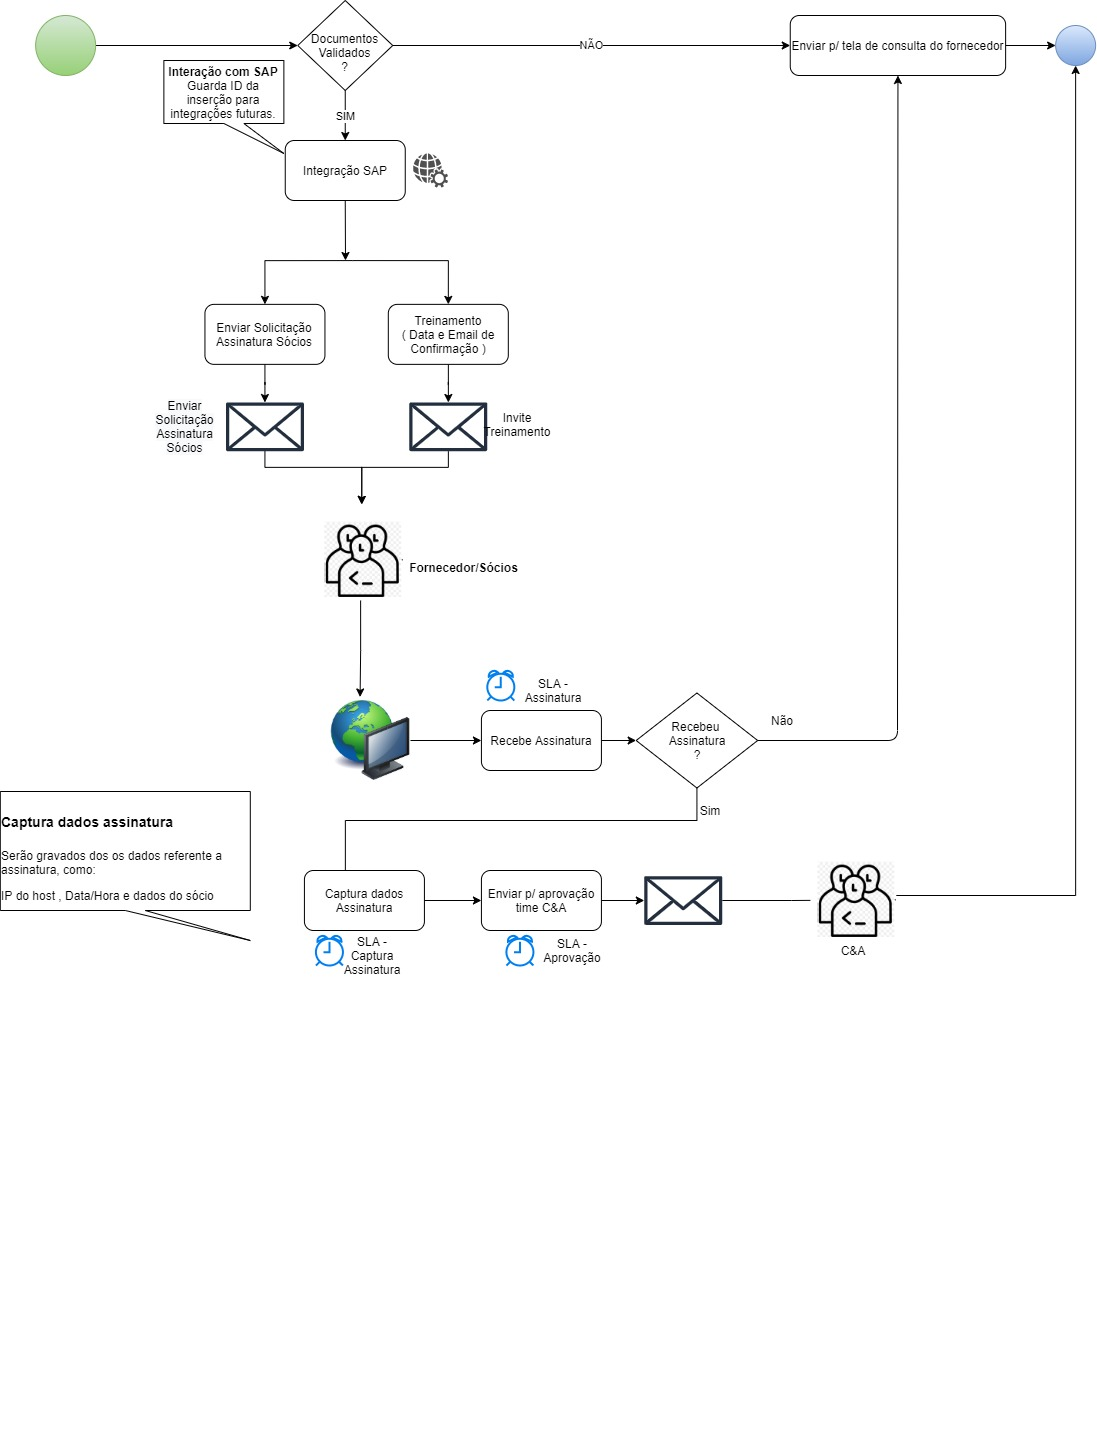 Documentos
Validados
?
NÃO
Enviar p/ tela de consulta do fornecedor
Interação com SAP
Guarda ID da
inserção para
integrações futuras.
SIM
Integração SAP
Enviar Solicitação
Assinatura Sócios
Treinamento
( Data e Email de
Confirmação )
Enviar
Solicitação
Assinatura
Sócios
Invite
Treinamento
Fornecedor/Sócios
SLA -
Assinatura
Recebe Assinatura
Recebeu
Assinatura
?
Não
Sim
Captura dados assinatura
Serão gravados dos os dados referente a
assinatura, como:
IP do host , Data/Hora e dados do sócio
Captura dados
Assinatura
Enviar p/ aprovação
time C&A
SLA -
Captura
Assinatura
SLA -
Aprovação
C&A